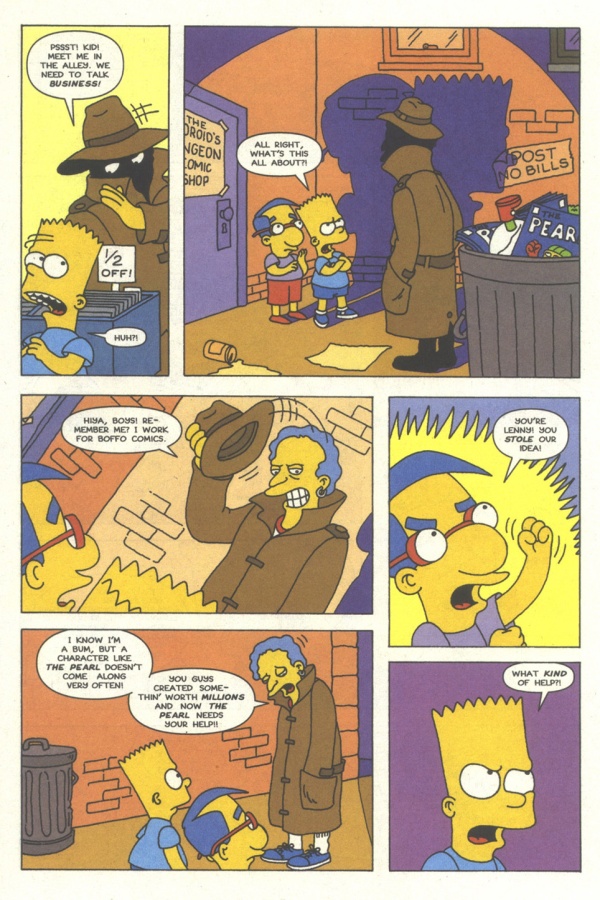 PSSST! KID!
MEET ME IN
THE ALLEY. WE
NEED TO TALK
BUSINESS!
1/2
OFF!
HUH?!
THE
DROID'S
NGEON
COMIC
SHOP
ALL RIGHT,
WHAT'S THIS
ALL ABOUT?!
POST
NO BILLS
THE
PEAR
HIYA, BOYS! RE-
MEMBER ME? I WORK
FOR BOFFO COMICS.
YOU'RE
LENNY! YOU
STOLE OUR
IDEA!
I KNOW I'M
A BUM, BUT A
CHARACTER LIKE
THE PEARL DOESN'T
COME ALONG
VERY OFTEN!
YOU GUYS
CREATED SOME-
THIN' WORTH MILLIONS
AND NOW THE
PEARL NEEDS
YOUR HELP!!
WHAT KIND
OF HELP?!